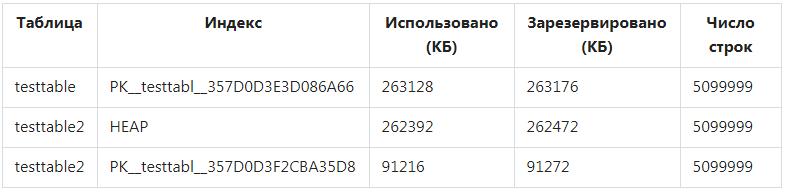 Таблица Индекс Использовано (КБ) Зарезервировано (КБ) Число строк
testtable PK__testtabl__357D0D3E3D086A66 263128 263176 5099999
testtable2 HEAP 262392 262472 5099999
testtable2 PK__testtabl__357D0D3F2CBA35D8 91216 91272 5099999